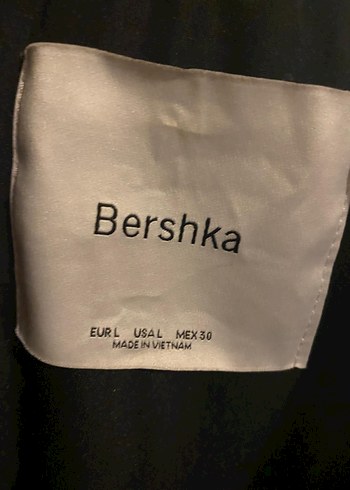 Bershka
EUR L USA L MEX 30
MADE IN VIETNAM